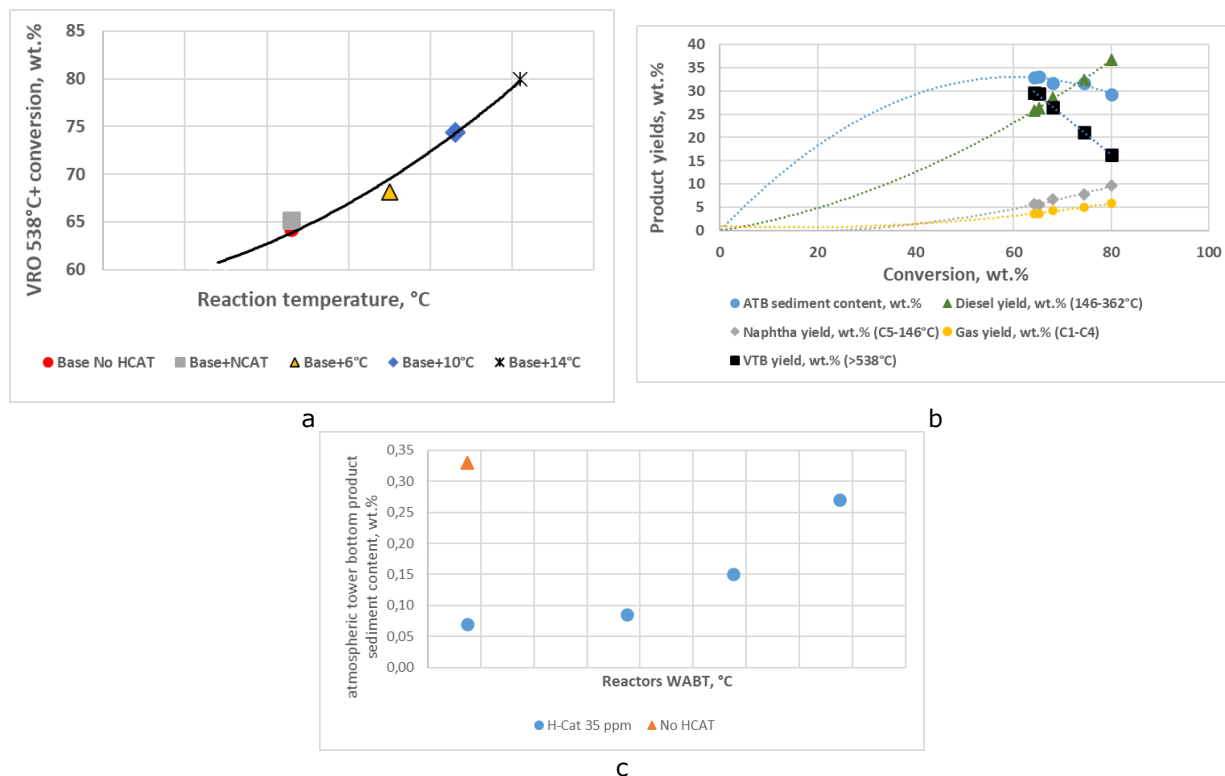 VRO 538°C+ conversion, wt.%
85
80
75
70
65
60
Reaction temperature, °C
Base No HCAT
Base+NCAT
Base+6°C
Base+10°C
Base+14°C
a
Product yields, wt.%
40
35
30
25
20
15
10
5
0
0 20 40 60 80 100
Conversion, wt.%
ATB sediment content, wt.%
Diesel yield, wt.% (146-362°C)
Naphtha yield, wt.% (C5-146°C)
Gas yield, wt.% (C1-C4)
VTB yield, wt.% (>538°C)
b
atmospheric tower bottom product
sediment content, wt.%
0,35
0,30
0,25
0,20
0,15
0,10
0,05
0,00
Reactors WABT, °C
H-Cat 35 ppm
No HCAT
c